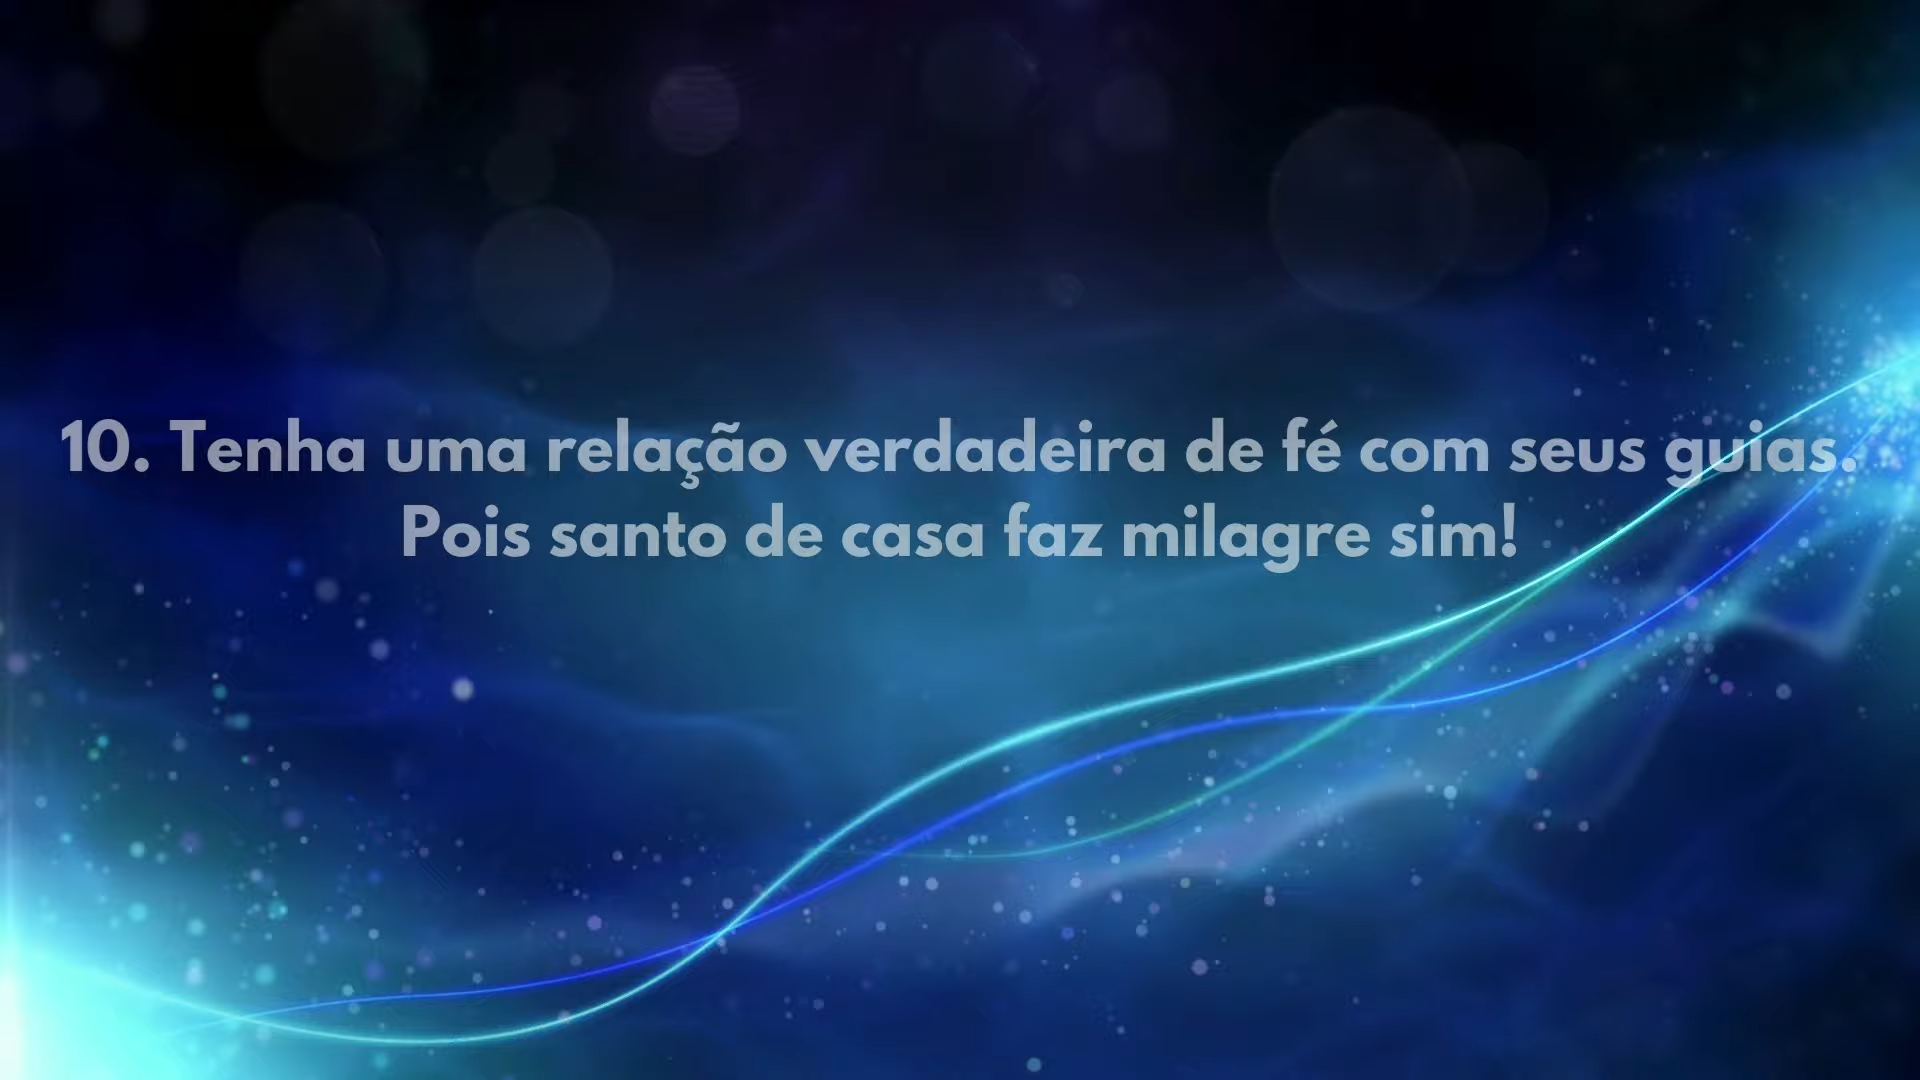 10. Tenha uma relação verdadeira de fé com seus guias.
Pois santo de casa faz milagre sim!